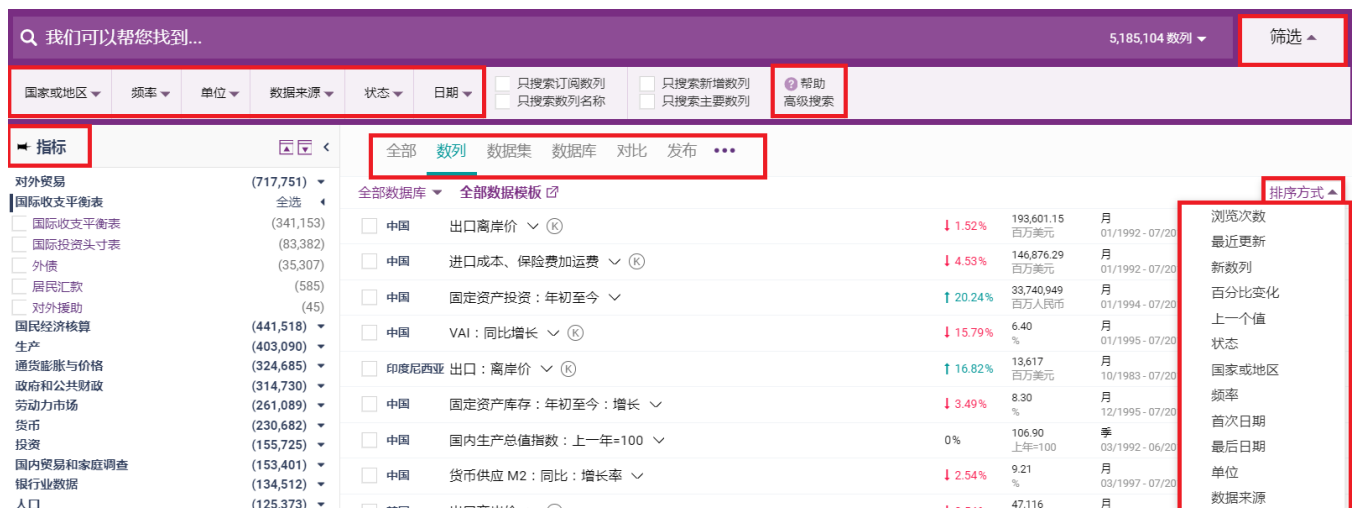 我们可以帮您找到...
5,185,104 数列
筛选
国家或地区
频率
单位
数据来源
状态
日期
只搜索订阅数列
只搜索数列名称
只搜索新增数列
只搜索主要数列
帮助
高级搜索
指标
全部 数列 数据集 数据库 对比 发布 •••
对外贸易 (717,751)
国际收支平衡表 全选
国际收支平衡表 (341,153)
国际投资头寸表 (83,382)
外债 (35,307)
居民汇款 (585)
对外援助 (45)
国民经济核算 (441,518)
生产 (403,090)
通货膨胀与价格 (324,685)
政府和公共财政 (314,730)
劳动力市场 (261,089)
货币 (230,682)
投资 (155,725)
国内贸易和家庭调查 (153,401)
银行业数据 (134,512)
人口 (125,373)
全部数据库 全部数据模板
排序方式
中国 出口离岸价 K 1.52% 193,601.15 月
百万美元 01/1992 - 07/20
中国 进口成本、保险费加运费 K 4.53% 146,876.29 月
百万美元 01/1992 - 07/20
中国 固定资产投资：年初至今 20.24% 33,740,949 月
百万人民币 01/1994 - 07/20
中国 VAI：同比增长 K 15.79% 6.40 月
% 01/1995 - 07/20
印度尼西亚 出口：离岸价 K 16.82% 13,617 月
百万美元 10/1983 - 07/20
中国 固定资产库存：年初至今：增长 3.49% 8.30 月
% 12/1995 - 07/20
中国 国内生产总值指数：上一年=100 0% 106.90 季
上年=100 03/1992 - 06/20
中国 货币供应 M2：同比：增长率 2.54% 9.21 月
% 03/1997 - 07/20
47,116 月
浏览次数
最近更新
新数列
百分比变化
上一个值
状态
国家或地区
频率
首次日期
最后日期
单位
数据来源